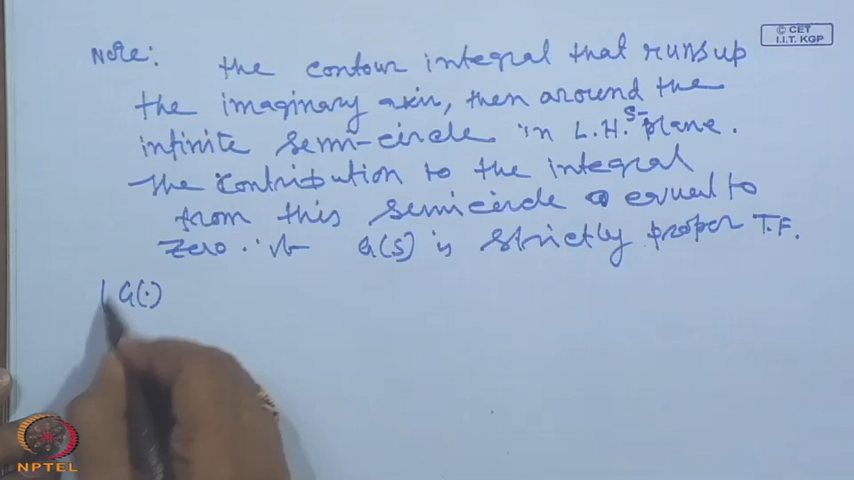 © CET
I.I.T. KGP
Note: the contour integral that runs up
the imaginary axis, then around the
infinite semi-circle in L.H. S-plane.
The contribution to the integral
from this semicircle equal to
zero ∵ G(s) is strictly proper T.F.
| G(·)
NPTEL